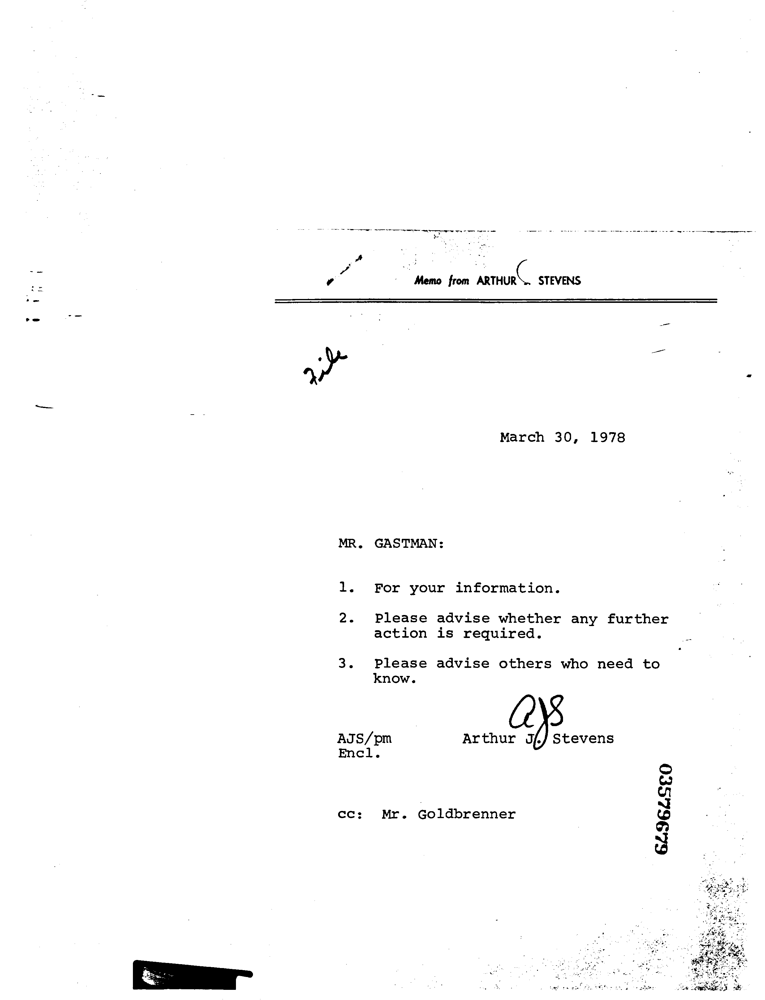 Memo from ARTHUR J. STEVENS
File
March 30, 1978
MR. GASTMAN:
1. For your information.
2. Please advise whether any further
action is required.
3. Please advise others who need to
know.
AJS
AJS/pm Arthur J. Stevens
Encl.
cc: Mr. Goldbrenner
03579679